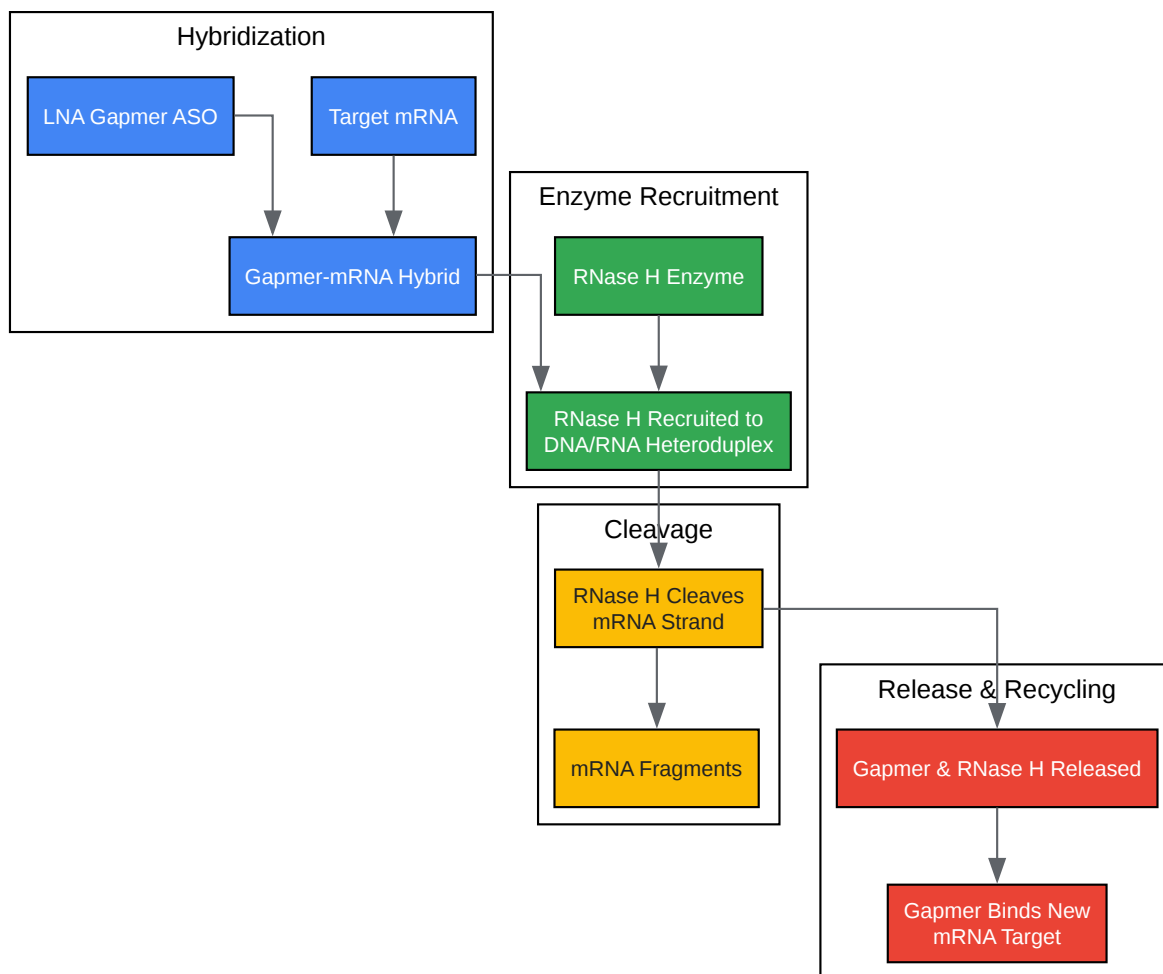 Hybridization
LNA Gapmer ASO
Target mRNA
Gapmer-mRNA Hybrid
Enzyme Recruitment
RNase H Enzyme
RNase H Recruited to
DNA/RNA Heteroduplex
Cleavage
RNase H Cleaves
mRNA Strand
mRNA Fragments
Release & Recycling
Gapmer & RNase H Released
Gapmer Binds New
mRNA Target